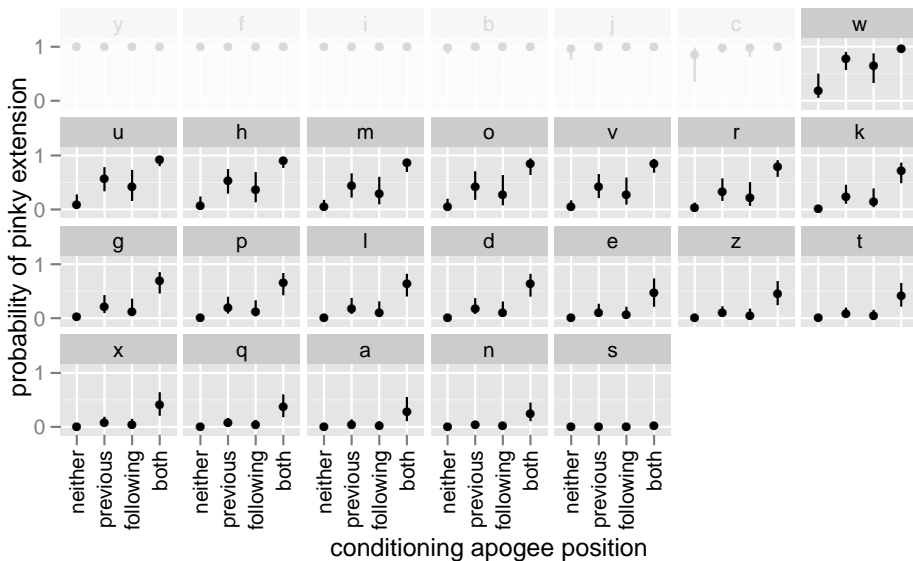 y f i b j c w
1
0
u h m o v r k
1
0
g p l d e z t
1
0
x q a n s
1
0
neither previous following both neither previous following both neither previous following both neither previous following both neither previous following both
conditioning apogee position
probability of pinky extension